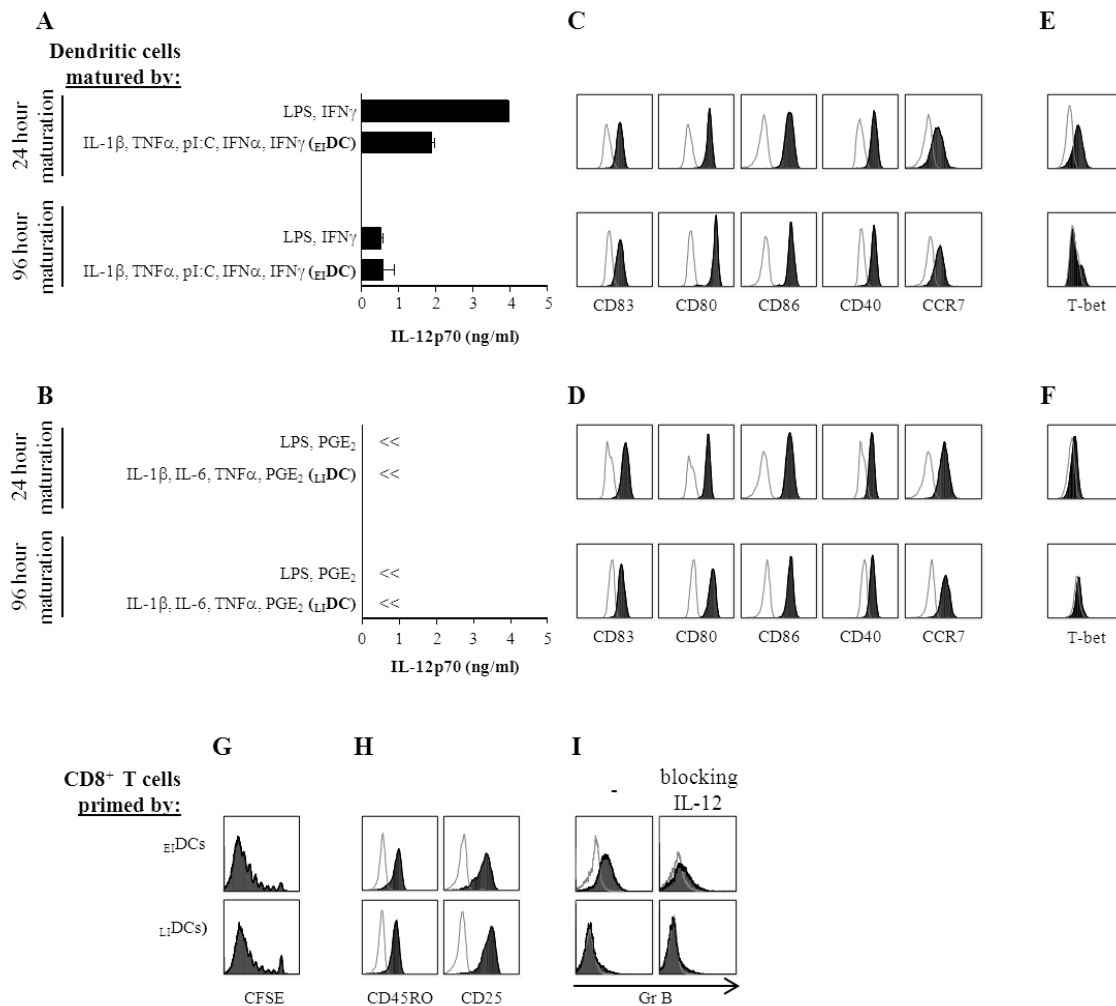 A
C
E
Dendritic cells
matured by:
24 hour
maturation
LPS, IFNγ
IL-1β, TNFα, pI:C, IFNα, IFNγ (EIDC)
96 hour
maturation
LPS, IFNγ
IL-1β, TNFα, pI:C, IFNα, IFNγ (EIDC)
0 1 2 3 4 5
IL-12p70 (ng/ml)
CD83 CD80 CD86 CD40 CCR7
T-bet
B
D
F
24 hour
maturation
LPS, PGE2 <<
IL-1β, IL-6, TNFα, PGE2 (LIDC) <<
96 hour
maturation
LPS, PGE2 <<
IL-1β, IL-6, TNFα, PGE2 (LIDC) <<
0 1 2 3 4 5
IL-12p70 (ng/ml)
CD83 CD80 CD86 CD40 CCR7
T-bet
G
H
I
CD8+ T cells
primed by:
-
blocking
IL-12
EIDCs
LIDCs)
CFSE
CD45RO CD25
Gr B